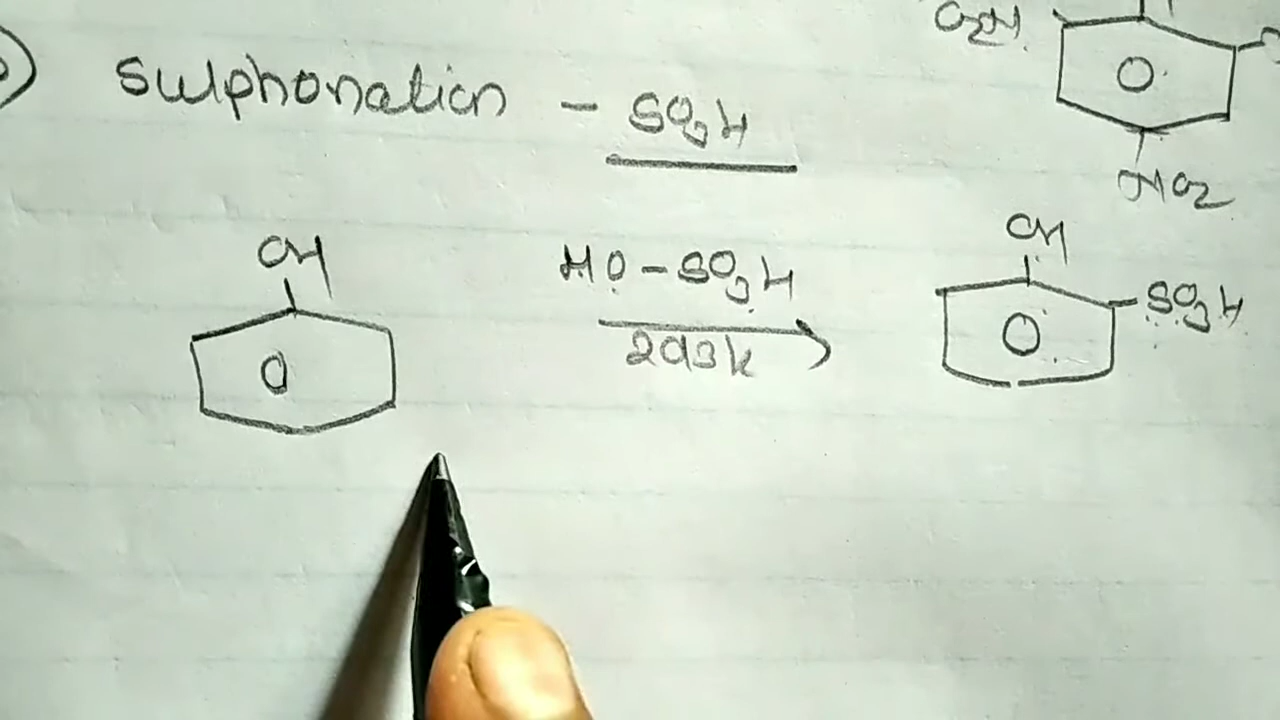 O2N
Sulphonation - SO3H
NO2
OH
HO-SO3H
293k
OH
SO3H